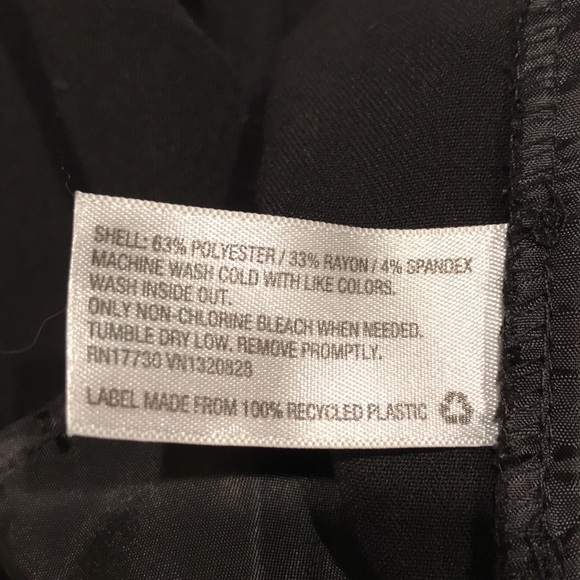 SHELL: 63% POLYESTER / 33% RAYON / 4% SPANDEX
MACHINE WASH COLD WITH LIKE COLORS.
WASH INSIDE OUT.
ONLY NON-CHLORINE BLEACH WHEN NEEDED.
TUMBLE DRY LOW. REMOVE PROMPTLY.
RN17730 VN1320828
LABEL MADE FROM 100% RECYCLED PLASTIC